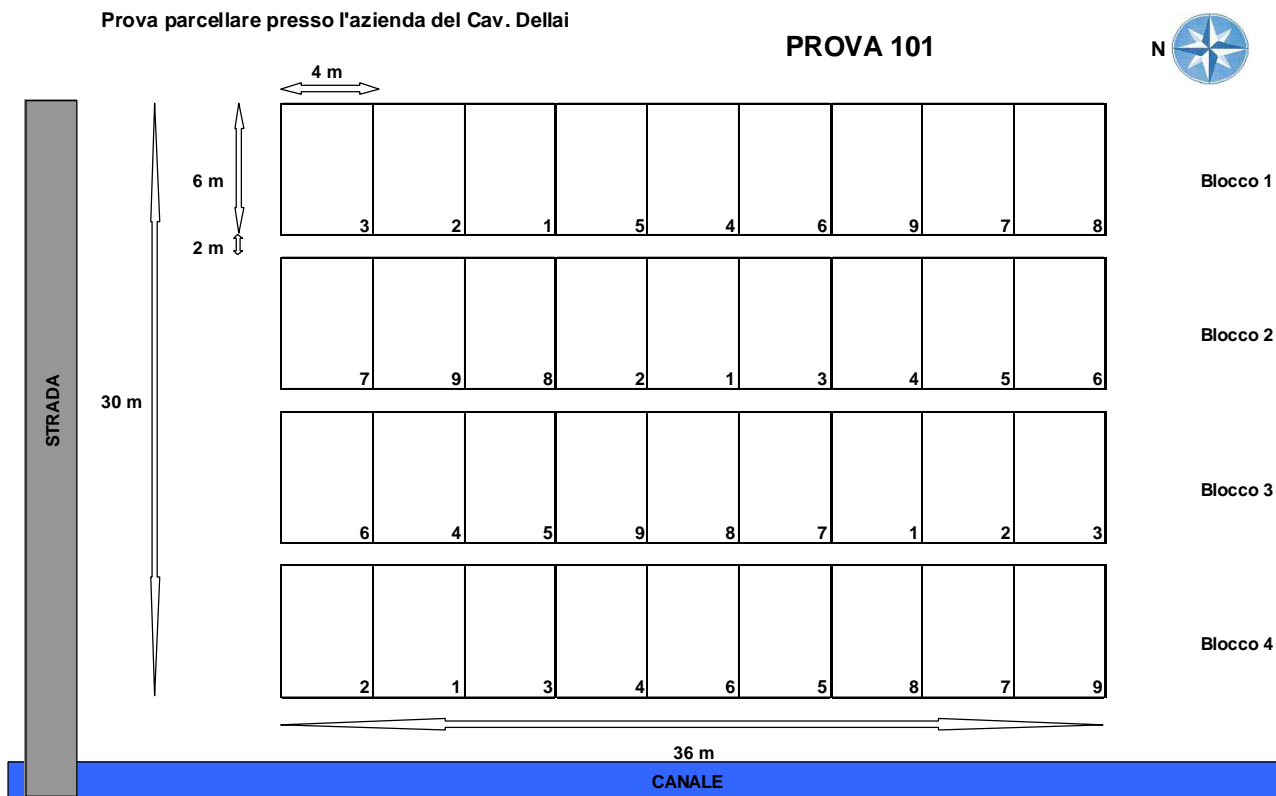 Prova parcellare presso l'azienda del Cav. Dellai
PROVA 101
N
4 m
6 m
2 m
30 m
STRADA
3 2 1 5 4 6 9 7 8
Blocco 1
7 9 8 2 1 3 4 5 6
Blocco 2
6 4 5 9 8 7 1 2 3
Blocco 3
2 1 3 4 6 5 8 7 9
Blocco 4
36 m
CANALE